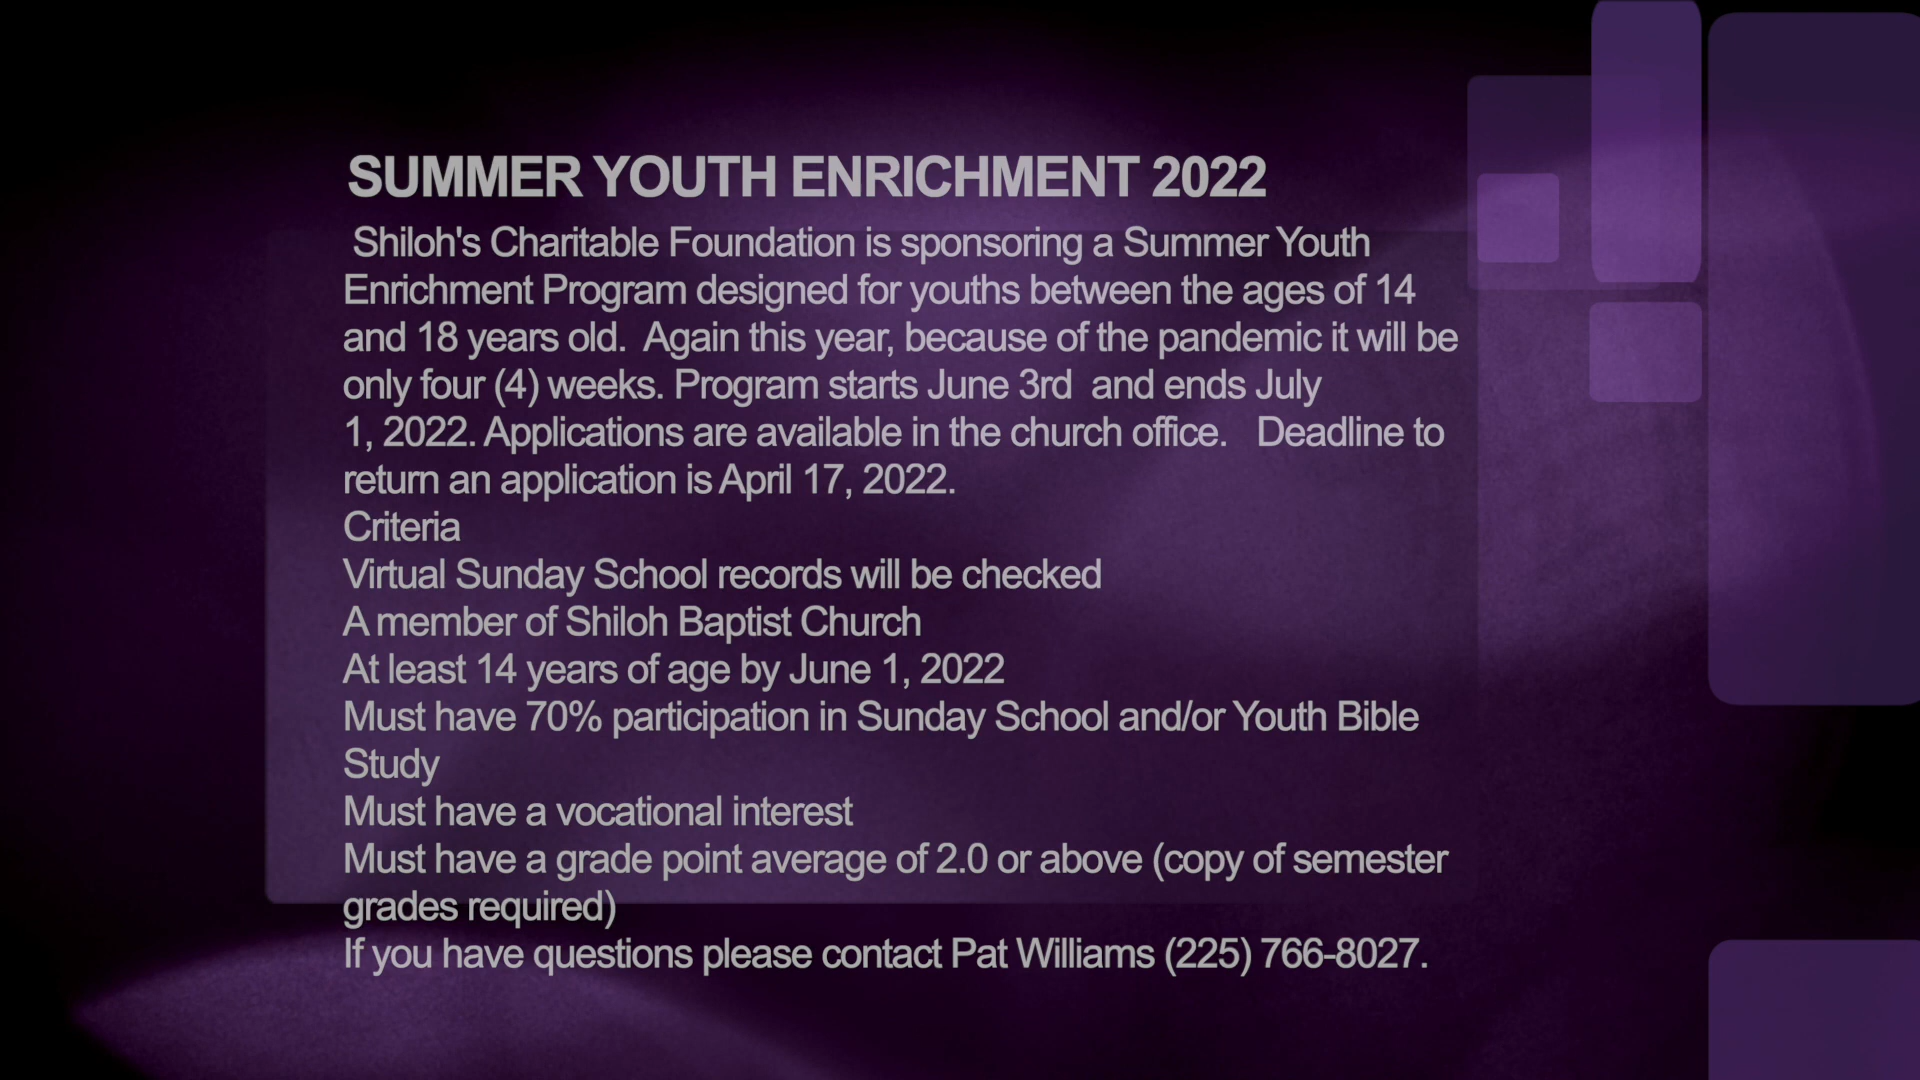 SUMMER YOUTH ENRICHMENT 2022
Shiloh's Charitable Foundation is sponsoring a Summer Youth
Enrichment Program designed for youths between the ages of 14
and 18 years old.  Again this year, because of the pandemic it will be
only four (4) weeks. Program starts June 3rd  and ends July
1, 2022. Applications are available in the church office.   Deadline to
return an application is April 17, 2022.
Criteria
Virtual Sunday School records will be checked
A member of Shiloh Baptist Church
At least 14 years of age by June 1, 2022
Must have 70% participation in Sunday School and/or Youth Bible
Study
Must have a vocational interest
Must have a grade point average of 2.0 or above (copy of semester
grades required)
If you have questions please contact Pat Williams (225) 766-8027.